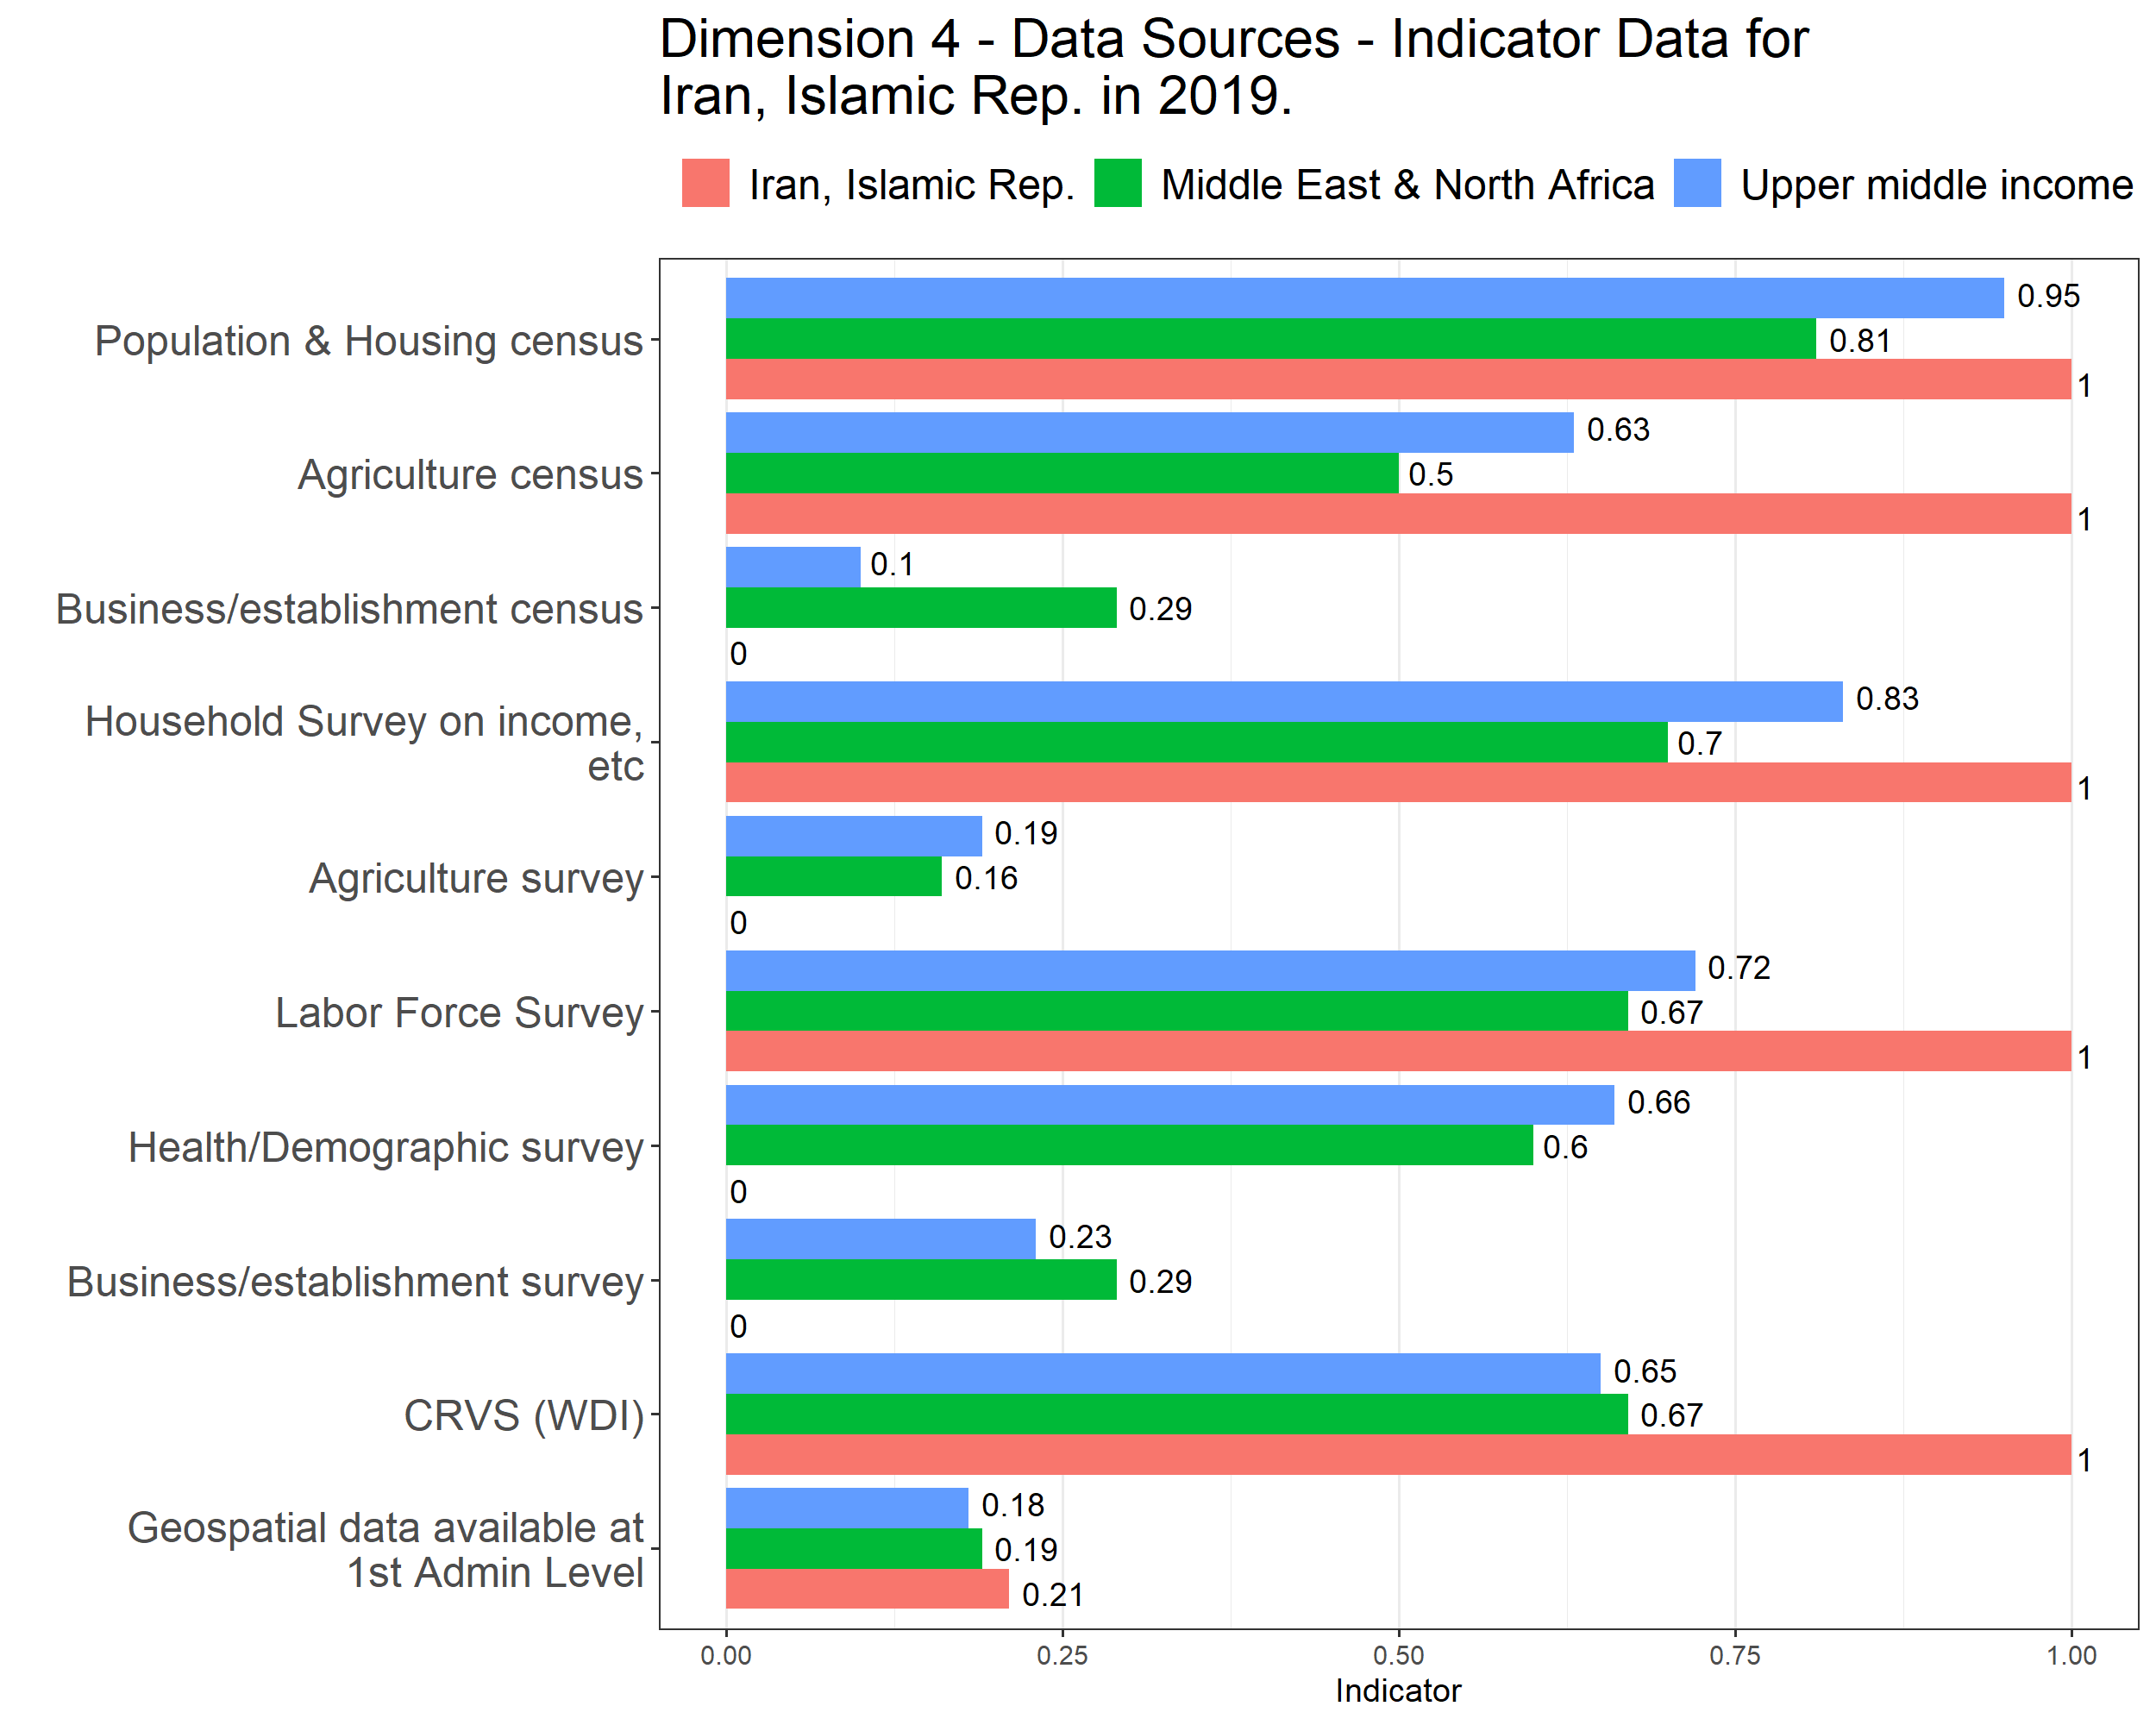 Dimension 4 - Data Sources - Indicator Data for
Iran, Islamic Rep. in 2019.
Iran, Islamic Rep. Middle East & North Africa Upper middle income
Population & Housing census
0.95
0.81
1
Agriculture census
0.63
0.5
1
Business/establishment census
0.1
0.29
0
Household Survey on income,
etc
0.83
0.7
1
Agriculture survey
0.19
0.16
0
Labor Force Survey
0.72
0.67
1
Health/Demographic survey
0.66
0.6
0
Business/establishment survey
0.23
0.29
0
CRVS (WDI)
0.65
0.67
1
Geospatial data available at
1st Admin Level
0.18
0.19
0.21
0.00 0.25 0.50 0.75 1.00
Indicator